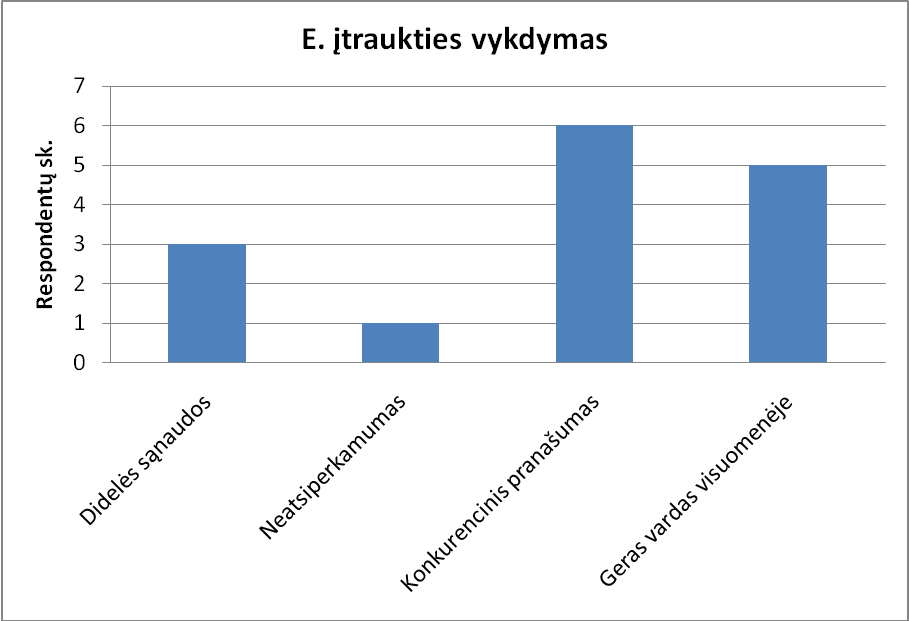 E. įtraukties vykdymas
Respondentų sk.
7
6
5
4
3
2
1
0
Didelės sąnaudos
Neatsiperkamumas
Konkurencinis pranašumas
Geras vardas visuomenėje